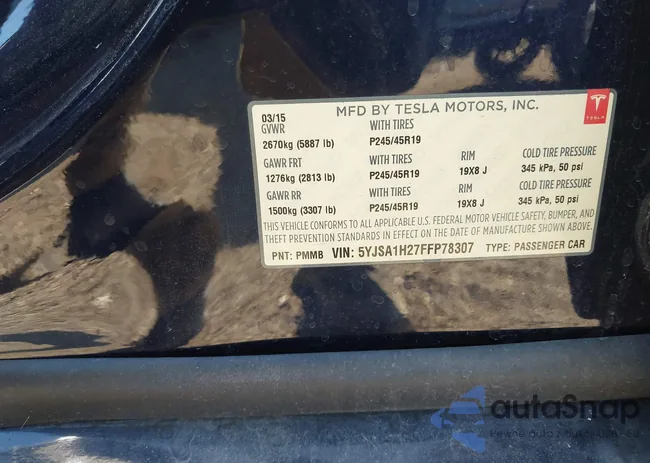 MFD BY TESLA MOTORS, INC.
TESLA
03/15
GVWR WITH TIRES
2670kg (5887 lb) P245/45R19
GAWR FRT WITH TIRES RIM COLD TIRE PRESSURE
1276kg (2813 lb) P245/45R19 19X8 J 345 kPa, 50 psi
GAWR RR WITH TIRES RIM COLD TIRE PRESSURE
1500kg (3307 lb) P245/45R19 19X8 J 345 kPa, 50 psi
THIS VEHICLE CONFORMS TO ALL APPLICABLE U.S. FEDERAL MOTOR VEHICLE SAFETY, BUMPER, AND
THEFT PREVENTION STANDARDS IN EFFECT ON THE DATE OF MANUFACTURE SHOWN ABOVE.
PNT: PMMB VIN: 5YJSA1H27FFP78307 TYPE: PASSENGER CAR
autoSnap